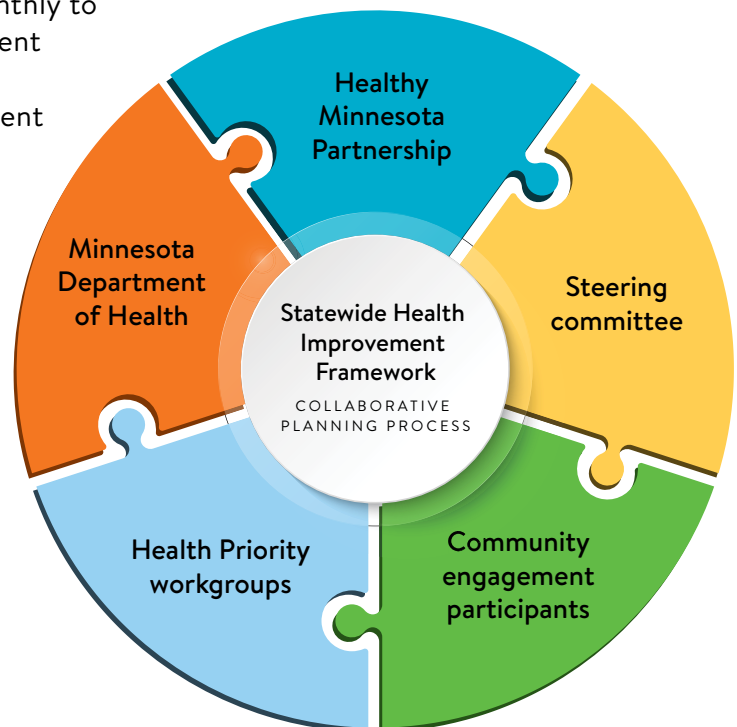 nthly to
ent
ent
Healthy
Minnesota
Partnership
Minnesota
Department
of Health
Steering
committee
Statewide Health
Improvement
Framework
COLLABORATIVE
PLANNING PROCESS
Health Priority
workgroups
Community
engagement
participants